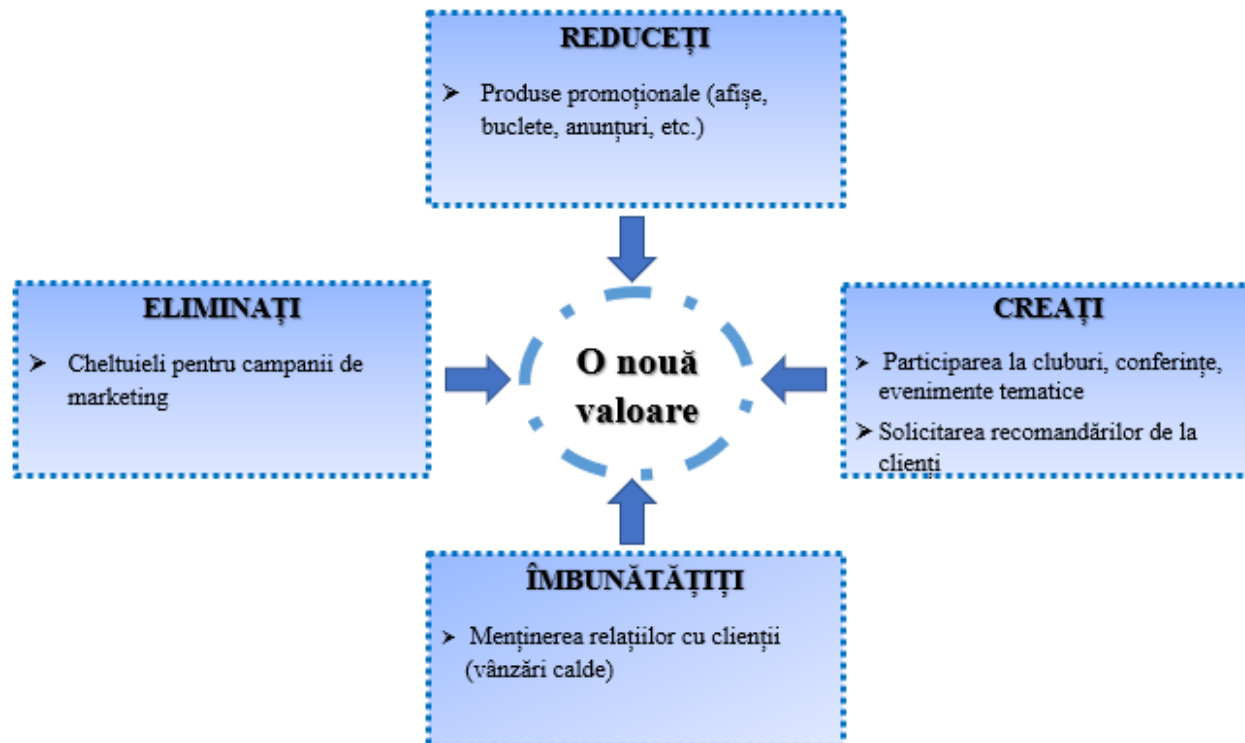 REDUCEȚI
➤ Produse promoționale (afișe,
buclete, anunțuri, etc.)
ELIMINAȚI
➤ Cheltuieli pentru campanii de
marketing
O nouă
valoare
CREAȚI
➤ Participarea la cluburi, conferințe,
evenimente tematice
➤ Solicitarea recomandărilor de la
clienți
ÎMBUNĂTĂȚIȚI
➤ Menținerea relațiilor cu clienții
(vânzări calde)